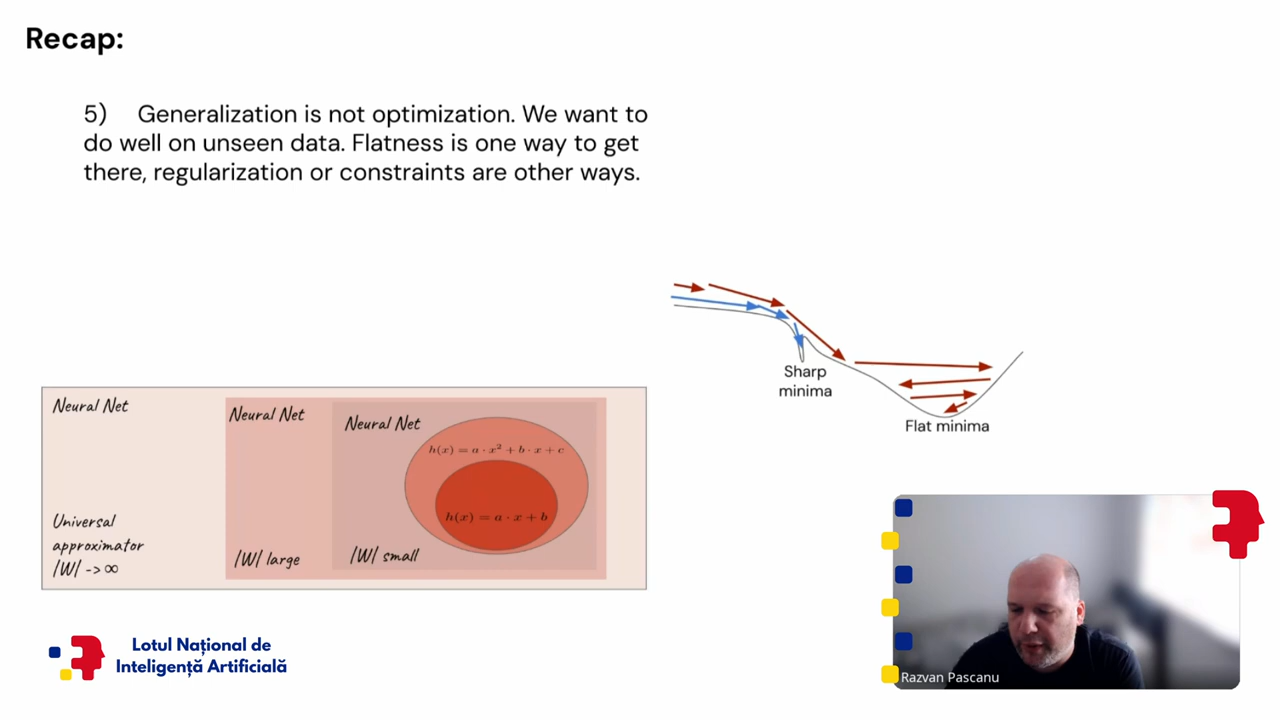 Recap:
5) Generalization is not optimization. We want to
do well on unseen data. Flatness is one way to get
there, regularization or constraints are other ways.
Sharp
minima
Flat minima
Neural Net
Universal
approximator
|W| -> ∞
Neural Net
|W| large
Neural Net
|W| small
h(x) = a · x² + b · x + c
h(x) = a · x + b
Lotul Național de
Inteligență Artificială
Razvan Pascanu